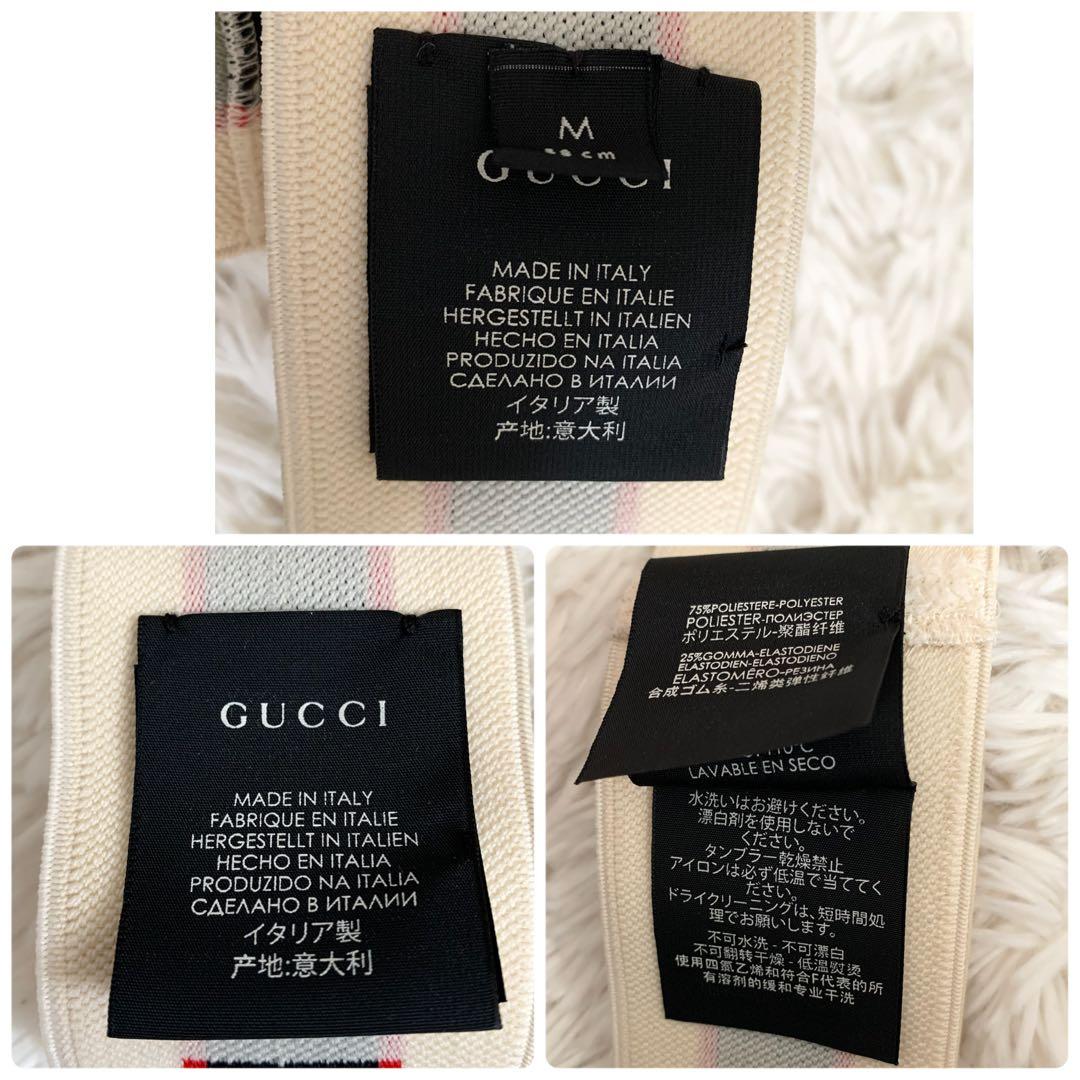 M
cm
GUCCI
MADE IN ITALY
FABRIQUE EN ITALIE
HERGESTELLT IN ITALIEN
HECHO EN ITALIA
PRODUZIDO NA ITALIA
СДЕЛАНО В ИТАЛИИ
イタリア製
产地:意大利
GUCCI
MADE IN ITALY
FABRIQUE EN ITALIE
HERGESTELLT IN ITALIEN
HECHO EN ITALIA
PRODUZIDO NA ITALIA
СДЕЛАНО В ИТАЛИИ
イタリア製
产地:意大利
75%POLIESTERE-POLYESTER
POLIESTER-ПОЛИЭСТЕР
ポリエステル-聚酯纤维
25%GOMMA-ELASTODIENE
ELASTODIEN-ELASTODIENO
ELASTOMÉRO-РЕЗИНА
合成ゴム糸-二烯类弹性纤维
110°C
LAVABLE EN SECO
水洗いはお避けください。
漂白剤を使用しないで
ください。
タンブラー乾燥禁止
アイロンは必ず低温で当ててく
ださい。
ドライクリーニングは、短時間処
理でお願いします。
不可水洗 - 不可漂白
不可翻转干燥 - 低温熨烫
使用四氯乙烯和符合F代表的所
有溶剂的缓和专业干洗